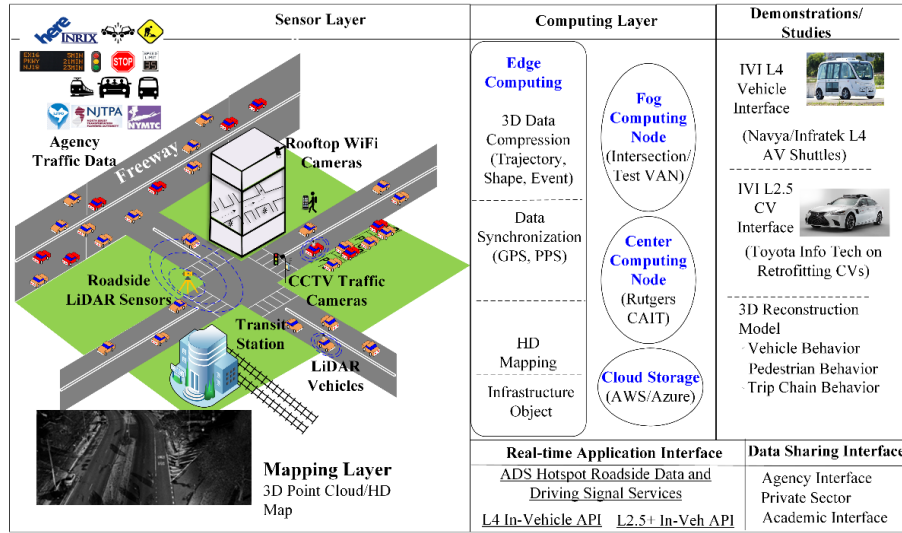 Sensor Layer
Computing Layer
Demonstrations/
Studies
here
INRIX
STOP
NJTPA
NYMTC
Agency
Traffic Data
Freeway
Rooftop WiFi
Cameras
Roadside
LiDAR Sensors
CCTV Traffic
Cameras
Transit
Station
LiDAR
Vehicles
Mapping Layer
3D Point Cloud/HD
Map
Edge
Computing
3D Data
Compression
(Trajectory,
Shape, Event)
Data
Synchronization
(GPS, PPS)
HD
Mapping
Infrastructure
Object
Fog
Computing
Node
(Intersection/
Test VAN)
Center
Computing
Node
(Rutgers
CAIT)
Cloud Storage
(AWS/Azure)
IVI L4
Vehicle
Interface
(Navya/Infratek L4
AV Shuttles)
IVI L2.5
CV
Interface
(Toyota Info Tech on
Retrofitting CVs)
3D Reconstruction
Model
- Vehicle Behavior
Pedestrian Behavior
- Trip Chain Behavior
Real-time Application Interface
ADS Hotspot Roadside Data and
Driving Signal Services
L4 In-Vehicle API L2.5+ In-Veh API
Data Sharing Interface
Agency Interface
Private Sector
Academic Interface